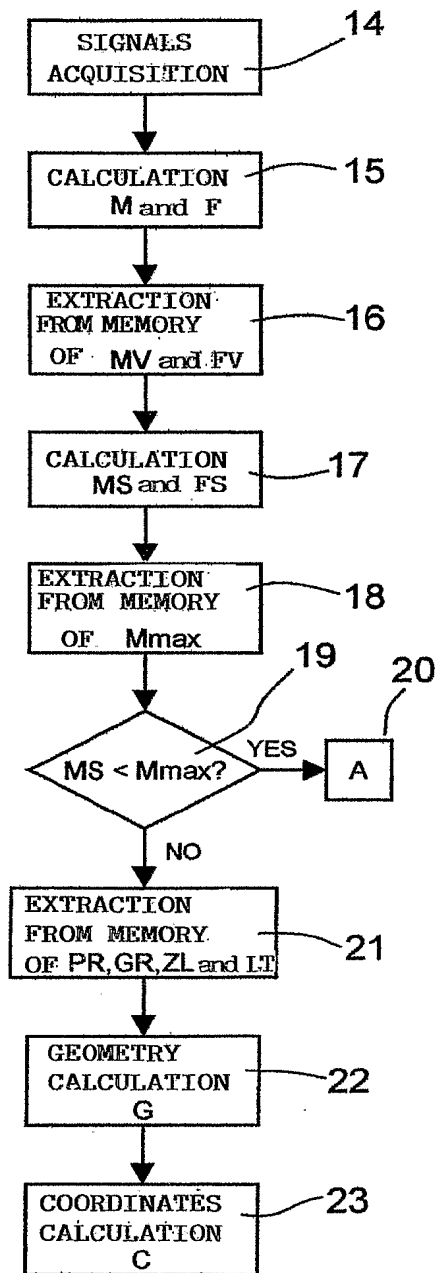 SIGNALS
ACQUISITION
14
CALCULATION
M and F
15
EXTRACTION
FROM MEMORY
OF MV and FV
16
CALCULATION
MS and FS
17
EXTRACTION
FROM MEMORY
OF Mmax
18
19
20
MS < Mmax?
YES
A
NO
EXTRACTION
FROM MEMORY
OF PR, GR, ZL and LT
21
GEOMETRY
CALCULATION
G
22
COORDINATES
CALCULATION
C
23